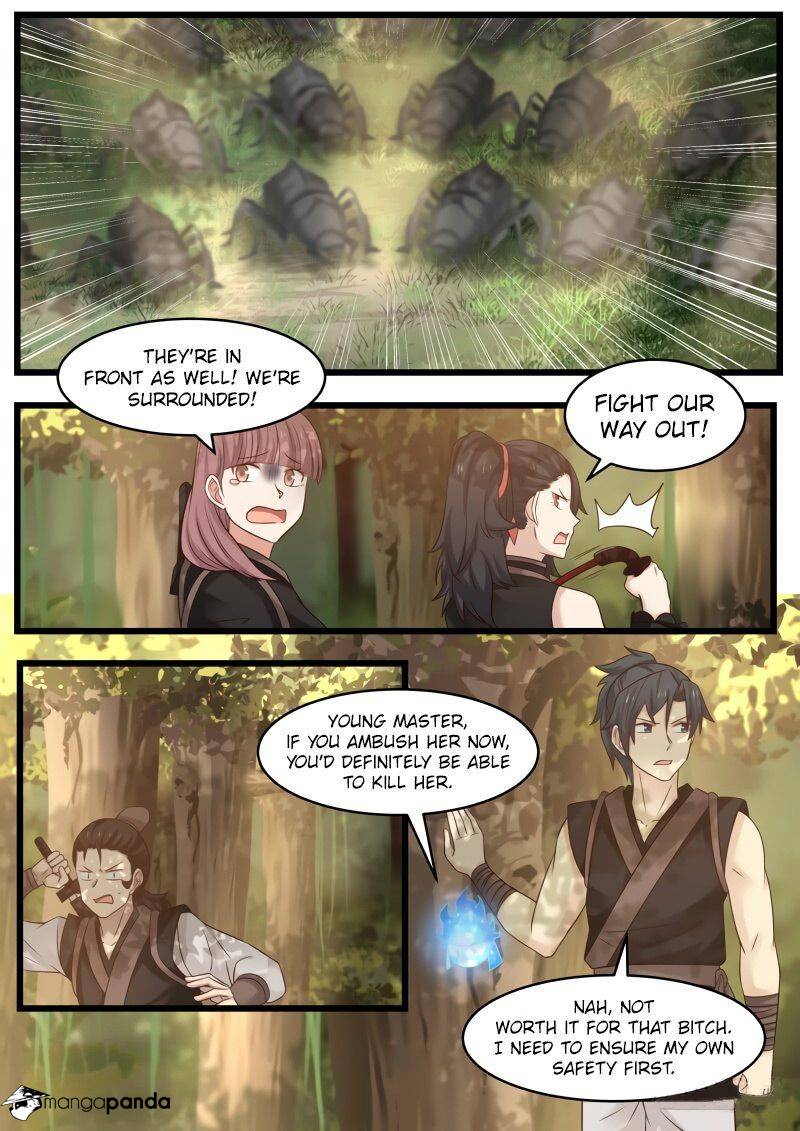 THEY'RE IN
FRONT AS WELL! WE'RE
SURROUNDED!
FIGHT OUR
WAY OUT!
YOUNG MASTER,
IF YOU AMBUSH HER NOW,
YOU'D DEFINITELY BE ABLE
TO KILL HER.
NAH, NOT
WORTH IT FOR THAT BITCH.
I NEED TO ENSURE MY OWN
SAFETY FIRST.
mangapanda